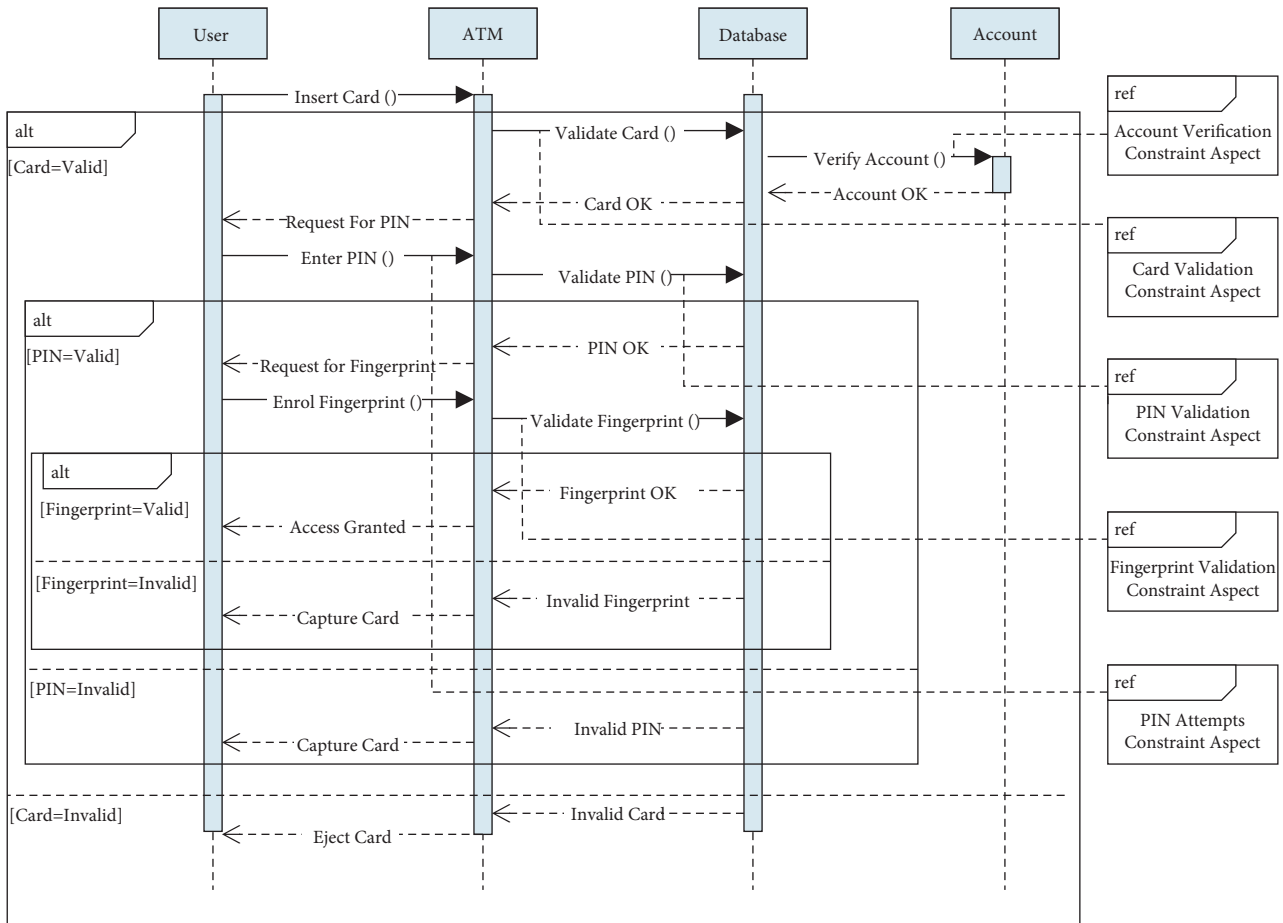 User
ATM
Database
Account
Insert Card ()
ref
Account Verification
Constraint Aspect
alt
[Card=Valid]
Validate Card ()
Verify Account ()
Account OK
Card OK
Request For PIN
ref
Card Validation
Constraint Aspect
Enter PIN ()
Validate PIN ()
alt
[PIN=Valid]
PIN OK
Request for Fingerprint
ref
PIN Validation
Constraint Aspect
Enrol Fingerprint ()
Validate Fingerprint ()
alt
[Fingerprint=Valid]
Fingerprint OK
Access Granted
ref
Fingerprint Validation
Constraint Aspect
[Fingerprint=Invalid]
Invalid Fingerprint
Capture Card
[PIN=Invalid]
ref
PIN Attempts
Constraint Aspect
Invalid PIN
Capture Card
[Card=Invalid]
Invalid Card
Eject Card